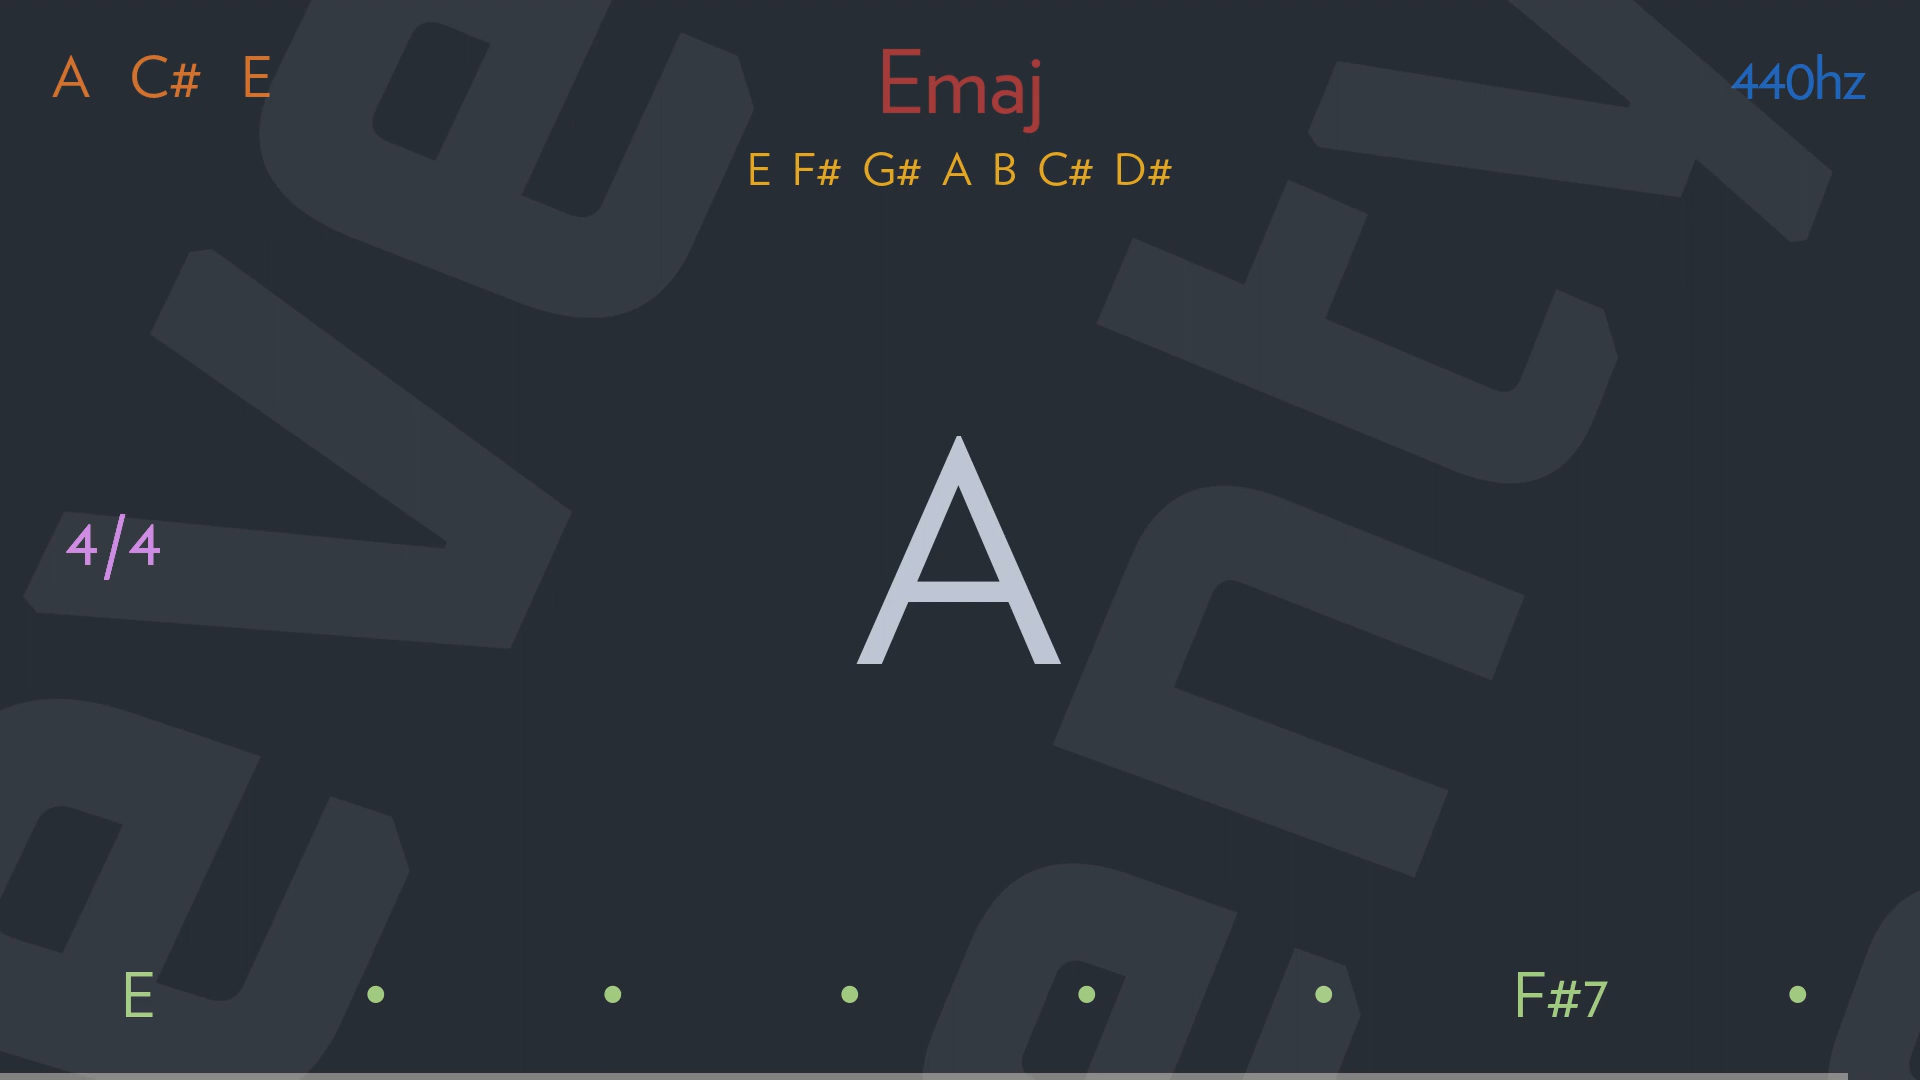 A C# E
Emaj
440hz
E F# G# A B C# D#
4/4
A
E • • • • • F#7 •